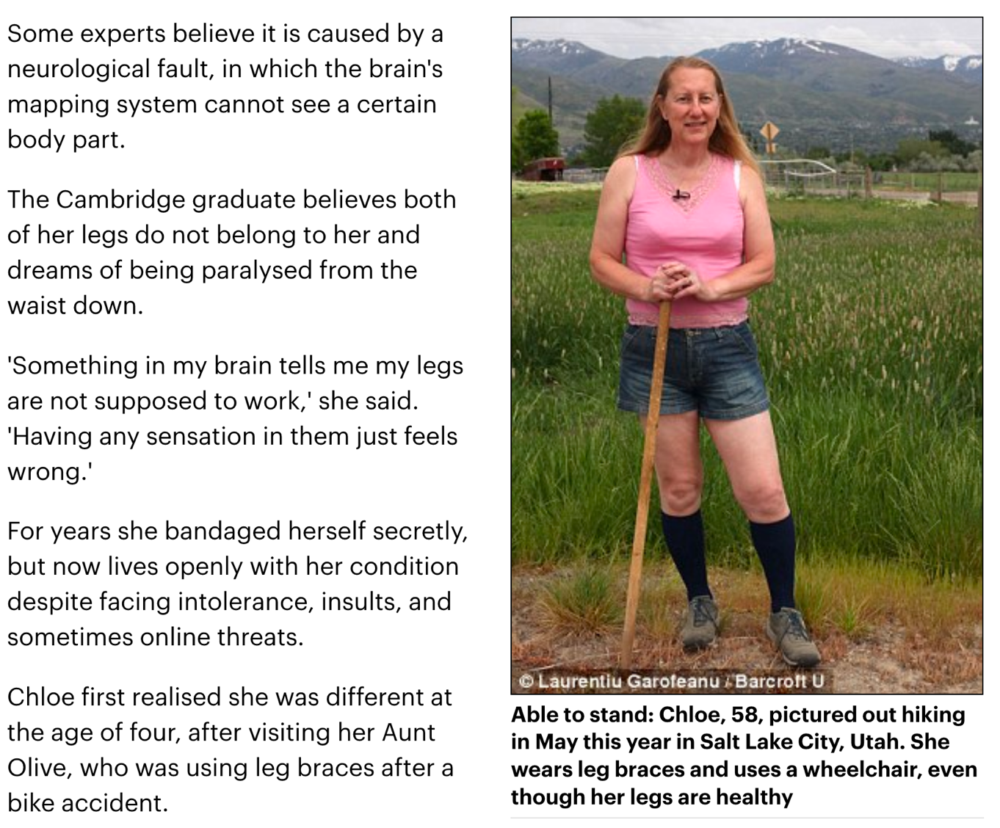 Some experts believe it is caused by a
neurological fault, in which the brain's
mapping system cannot see a certain
body part.
The Cambridge graduate believes both
of her legs do not belong to her and
dreams of being paralysed from the
waist down.
'Something in my brain tells me my legs
are not supposed to work,' she said.
'Having any sensation in them just feels
wrong.'
For years she bandaged herself secretly,
but now lives openly with her condition
despite facing intolerance, insults, and
sometimes online threats.
Chloe first realised she was different at
the age of four, after visiting her Aunt
Olive, who was using leg braces after a
bike accident.
© Laurentiu Garofeanu / Barcroft U
Able to stand: Chloe, 58, pictured out hiking
in May this year in Salt Lake City, Utah. She
wears leg braces and uses a wheelchair, even
though her legs are healthy